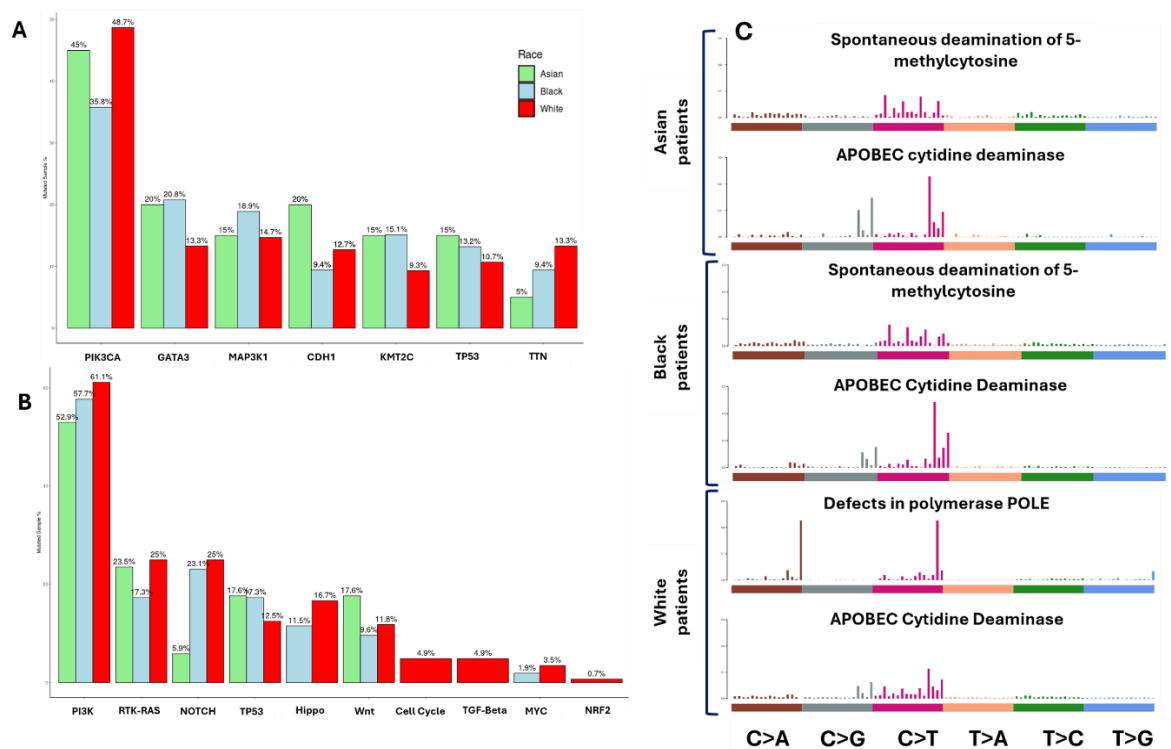 A
Mutated Sample %
45%
35.8%
48.7%
20%
20.8%
13.3%
15%
18.9%
14.7%
20%
9.4%
12.7%
15%
15.1%
9.3%
15%
13.2%
10.7%
5%
9.4%
13.3%
Race
Asian
Black
White
PIK3CA GATA3 MAP3K1 CDH1 KMT2C TP53 TTN
B
Mutated Sample %
52.9%
57.7%
61.1%
23.5%
17.3%
25%
5.9%
23.1%
25%
17.6%
17.3%
12.5%
11.5%
16.7%
17.6%
9.6%
11.8%
4.9%
4.9%
1.9%
3.5%
0.7%
PI3K RTK-RAS NOTCH TP53 Hippo Wnt Cell Cycle TGF-Beta MYC NRF2
C
Asian
patients
Spontaneous deamination of 5-
methylcytosine
APOBEC cytidine deaminase
Black
patients
Spontaneous deamination of 5-
methylcytosine
APOBEC Cytidine Deaminase
White
patients
Defects in polymerase POLE
APOBEC Cytidine Deaminase
C>A C>G C>T T>A T>C T>G